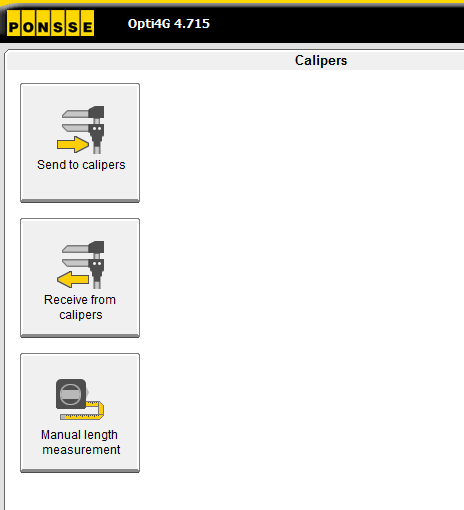 PONSSE
Opti4G 4.715
Calipers
Send to calipers
Receive from
calipers
Manual length
measurement